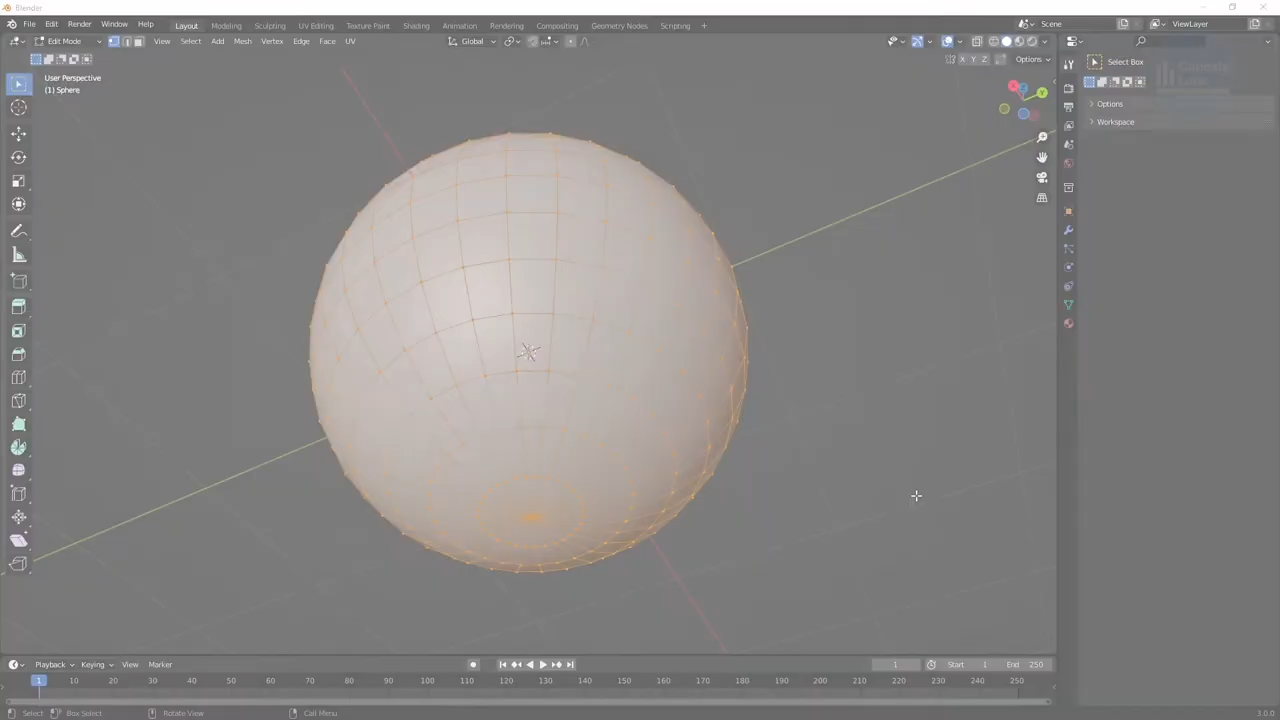 Blender
File Edit Render Window Help Layout Modeling Sculpting UV Editing Texture Paint Shading Animation Rendering Compositing Geometry Nodes Scripting + Scene ViewLayer
Edit Mode View Select Add Mesh Vertex Edge Face UV Global
X Y Z Options
Select Box
User Perspective
(1) Sphere
Y
Z
Options
Workspace
Playback Keying View Marker 1 Start 1 End 250
1 10 20 30 40 50 60 70 80 90 100 110 120 130 140 150 160 170 180 190 200 210 220 230 240 250
Select Box Select Rotate View Call Menu 3.0.0